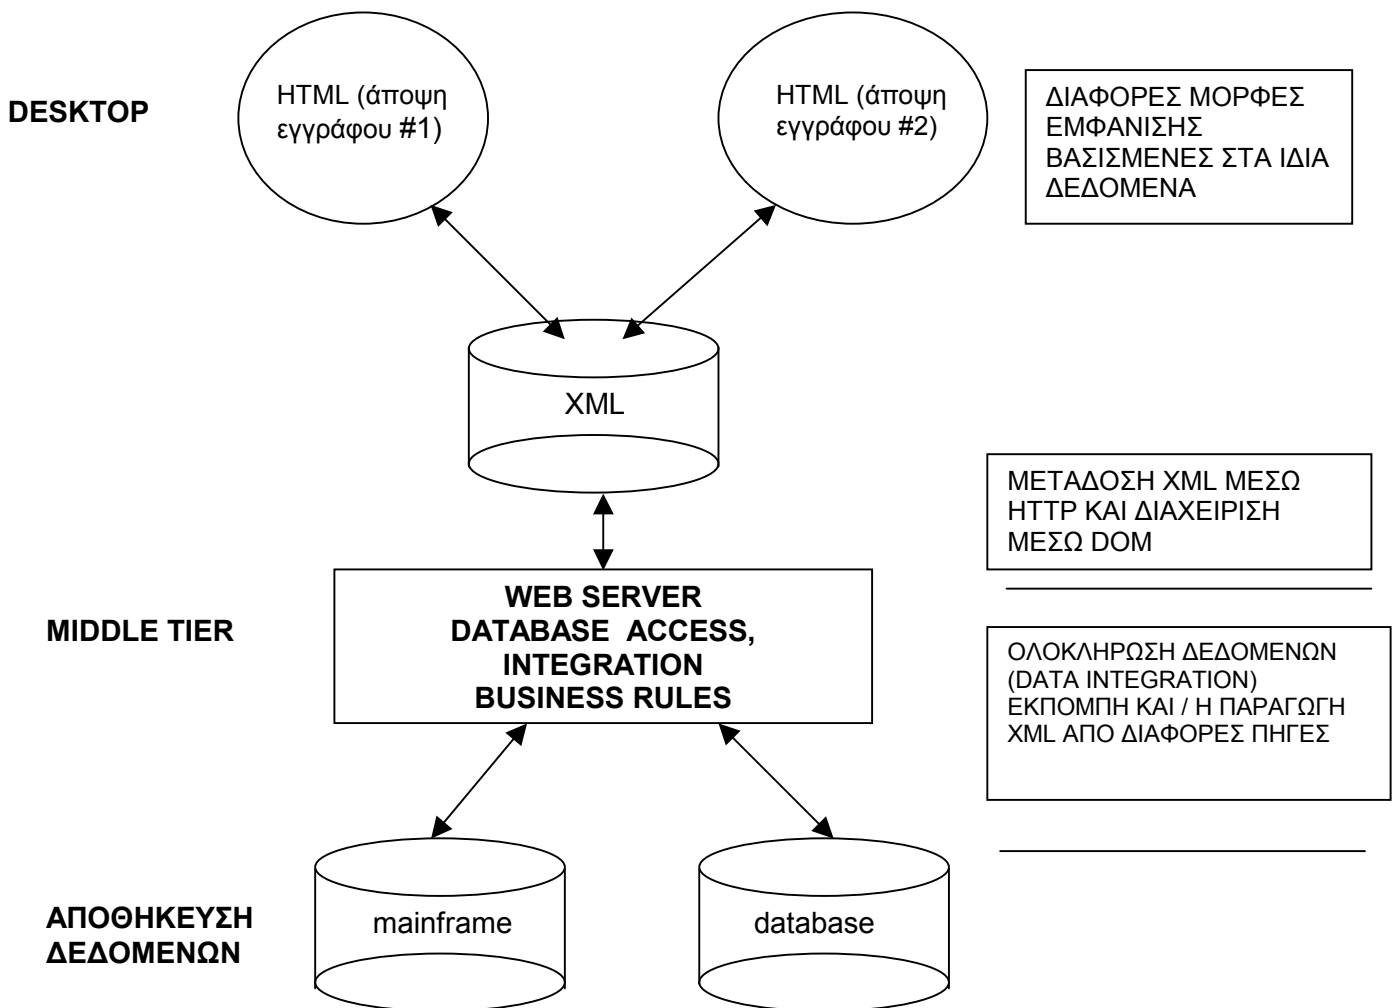 DESKTOP
HTML (άποψη
εγγράφου #1)
HTML (άποψη
εγγράφου #2)
ΔΙΑΦΟΡΕΣ ΜΟΡΦΕΣ
ΕΜΦΑΝΙΣΗΣ
ΒΑΣΙΣΜΕΝΕΣ ΣΤΑ ΙΔΙΑ
ΔΕΔΟΜΕΝΑ
XML
ΜΕΤΑΔΟΣΗ XML ΜΕΣΩ
HTTP ΚΑΙ ΔΙΑΧΕΙΡΙΣΗ
ΜΕΣΩ DOM
MIDDLE TIER
WEB SERVER
DATABASE ACCESS,
INTEGRATION
BUSINESS RULES
ΟΛΟΚΛΗΡΩΣΗ ΔΕΔΟΜΕΝΩΝ
(DATA INTEGRATION)
ΕΚΠΟΜΠΗ ΚΑΙ / Η ΠΑΡΑΓΩΓΗ
XML ΑΠΟ ΔΙΑΦΟΡΕΣ ΠΗΓΕΣ
ΑΠΟΘΗΚΕΥΣΗ
ΔΕΔΟΜΕΝΩΝ
mainframe
database